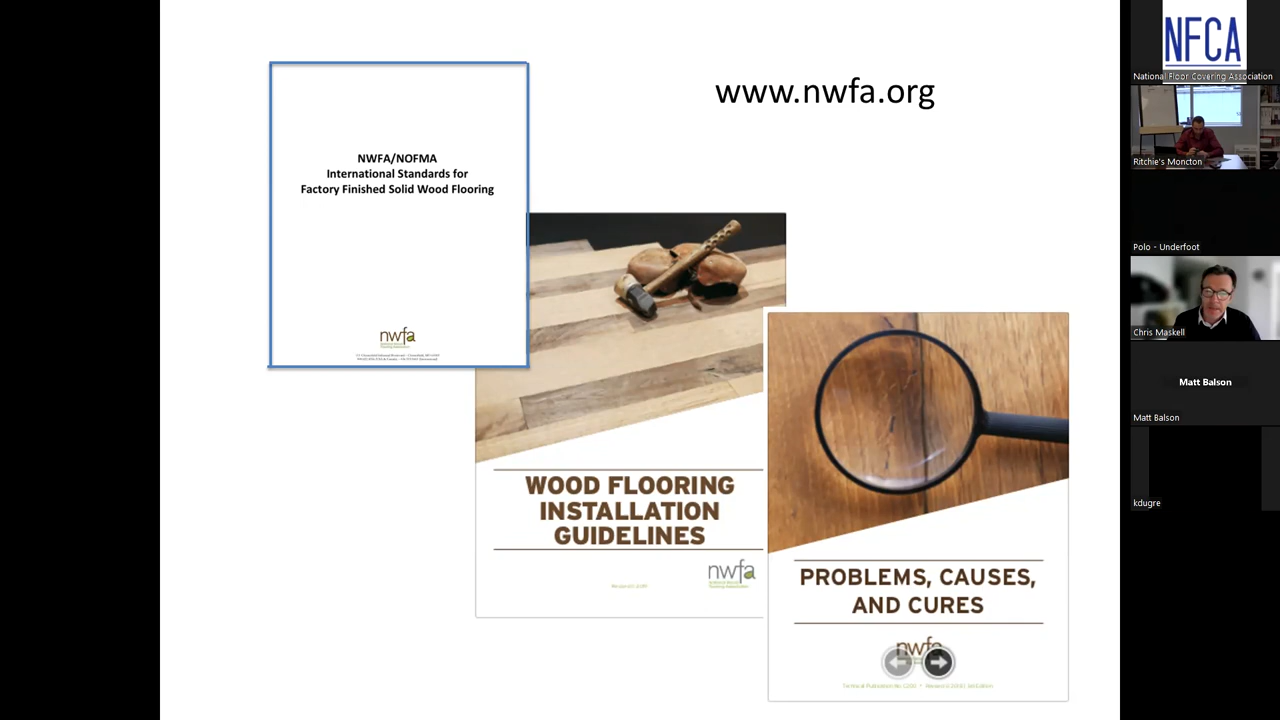 www.nwfa.org
NWFA/NOFMA
International Standards for
Factory Finished Solid Wood Flooring
nwfa
WOOD FLOORING
INSTALLATION
GUIDELINES
nwfa
PROBLEMS, CAUSES,
AND CURES
nwfa
NFCA
National Floor Covering Association
Ritchie's Moncton
Polo - Underfoot
Chris Maskell
Matt Balson
Matt Balson
kdugre